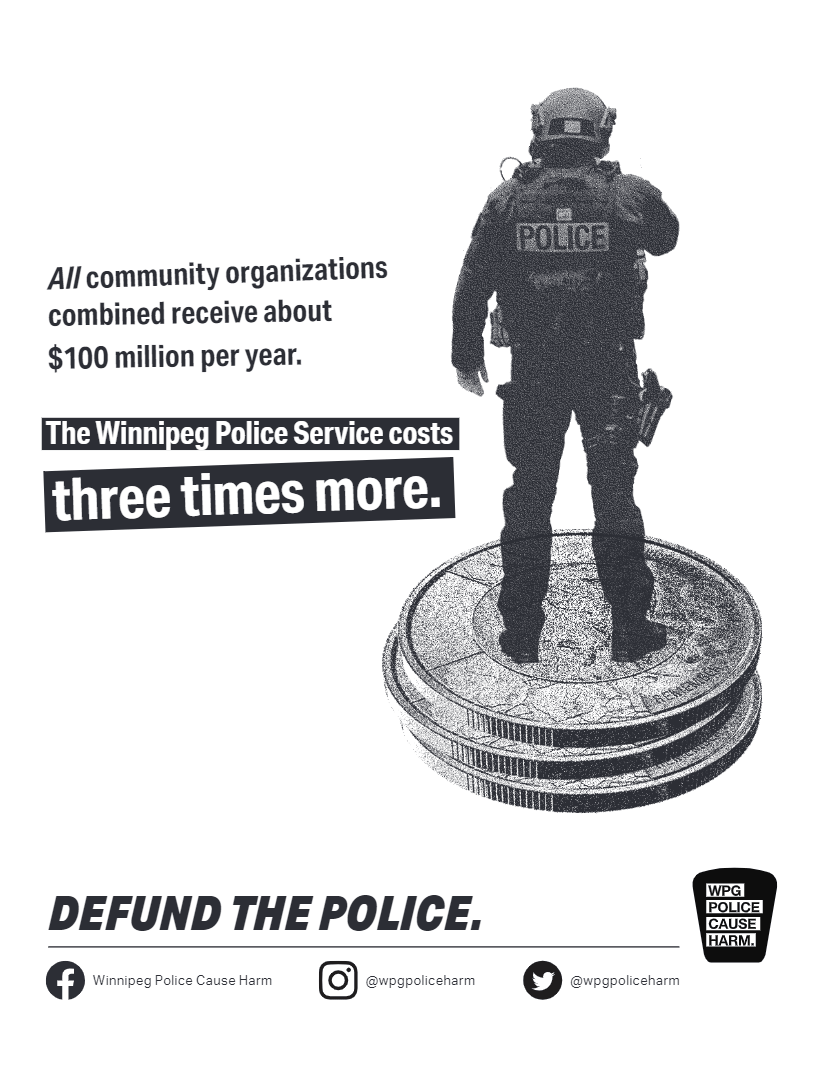 POLICE
All community organizations
combined receive about
$100 million per year.
The Winnipeg Police Service costs
three times more.
DEFUND THE POLICE.
WPG
POLICE
CAUSE
HARM.
Winnipeg Police Cause Harm
@wpgpoliceharm
@wpgpoliceharm